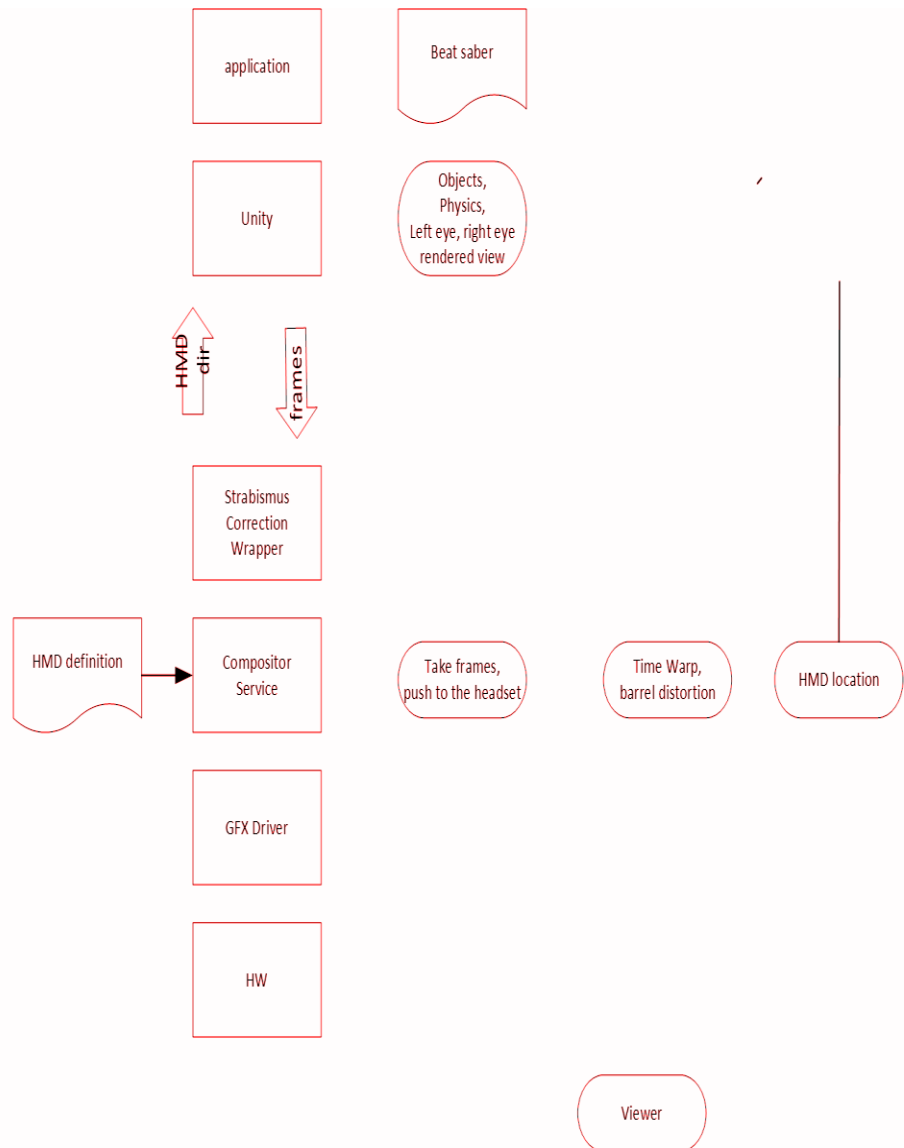 application
Beat saber
Unity
Objects,
Physics,
Left eye, right eye
rendered view
HMD
dir
frames
Strabismus
Correction
Wrapper
HMD definition
Compositor
Service
Take frames,
push to the headset
Time Warp,
barrel distortion
HMD location
GFX Driver
HW
Viewer